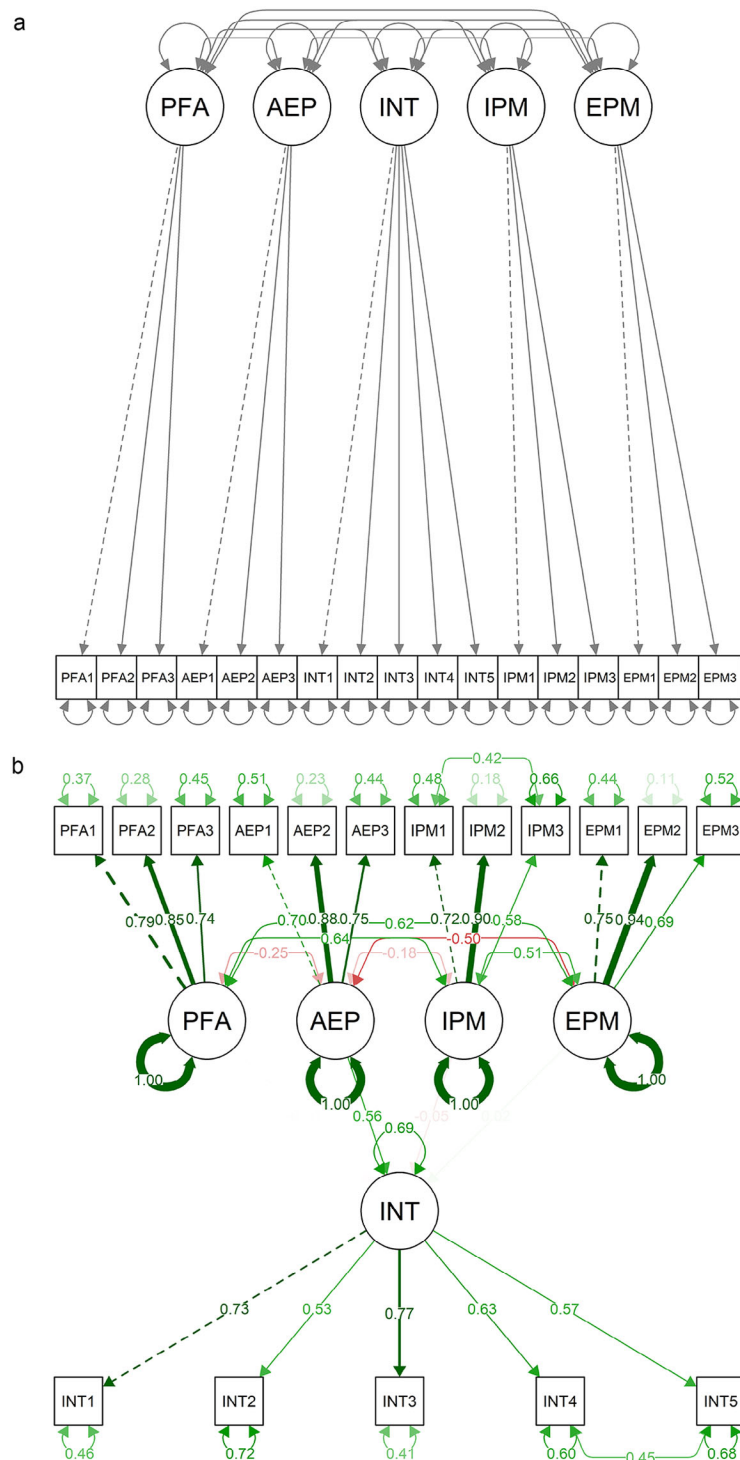 a
PFA AEP INT IPM EPM
PFA1 PFA2 PFA3 AEP1 AEP2 AEP3 INT1 INT2 INT3 INT4 INT5 IPM1 IPM2 IPM3 EPM1 EPM2 EPM3
b
0.42
0.37 0.28 0.45 0.51 0.23 0.44 0.48 0.18 0.66 0.44 0.11 0.52
PFA1 PFA2 PFA3 AEP1 AEP2 AEP3 IPM1 IPM2 IPM3 EPM1 EPM2 EPM3
0.79 0.85 0.74 0.70 0.88 0.75 0.62 0.72 0.90 0.58 0.75 0.94 0.69
0.64 -0.50
-0.25 -0.18 0.51
PFA AEP IPM EPM
1.00 1.00 1.00 1.00
0.56 0.69 -0.05
INT
0.73 0.53 0.77 0.63 0.57
INT1 INT2 INT3 INT4 INT5
0.46 0.72 0.41 0.60 0.45 0.68